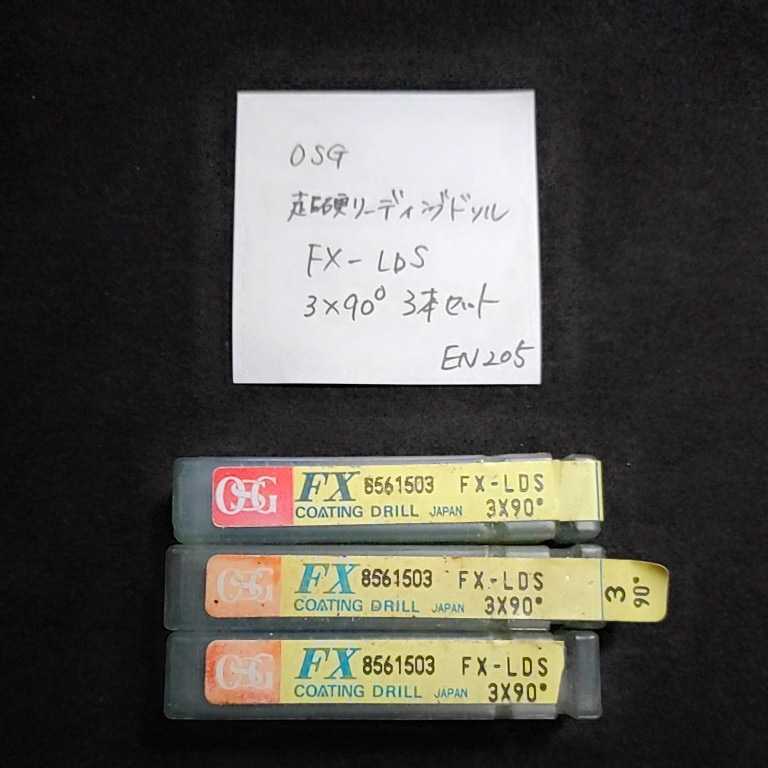 OSG
超硬リーディングドリル
FX-LDS
3×90° 3本セット
EN205
OSG FX 8561503 FX-LDS
COATING DRILL JAPAN 3X90°
OSG FX 8561503 FX-LDS
COATING DRILL JAPAN 3X90°
3 90°
OSG FX 8561503 FX-LDS
COATING DRILL JAPAN 3X90°